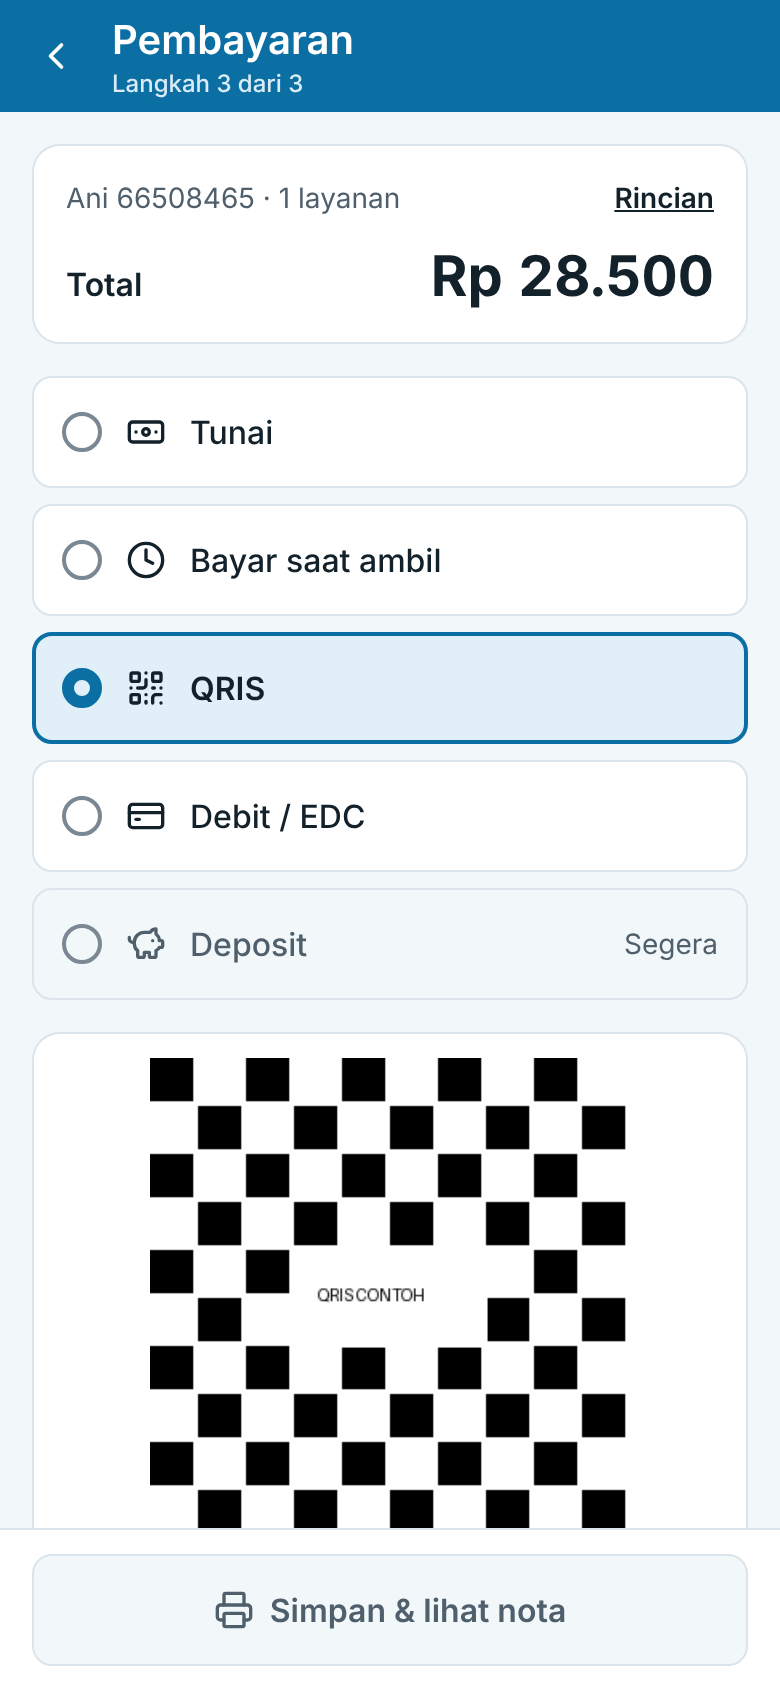 Pembayaran
Langkah 3 dari 3
Ani 66508465 · 1 layanan
Rincian
Total
Rp 28.500
Tunai
Bayar saat ambil
QRIS
Debit / EDC
Deposit
Segera
QRIS CONTOH
Simpan & lihat nota